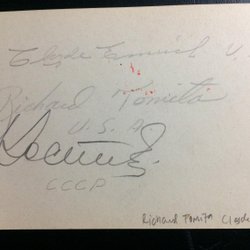 Clyde Emrich U.
Richard Tomita
U. S. A
CCCP
Richard Tomita Clyde